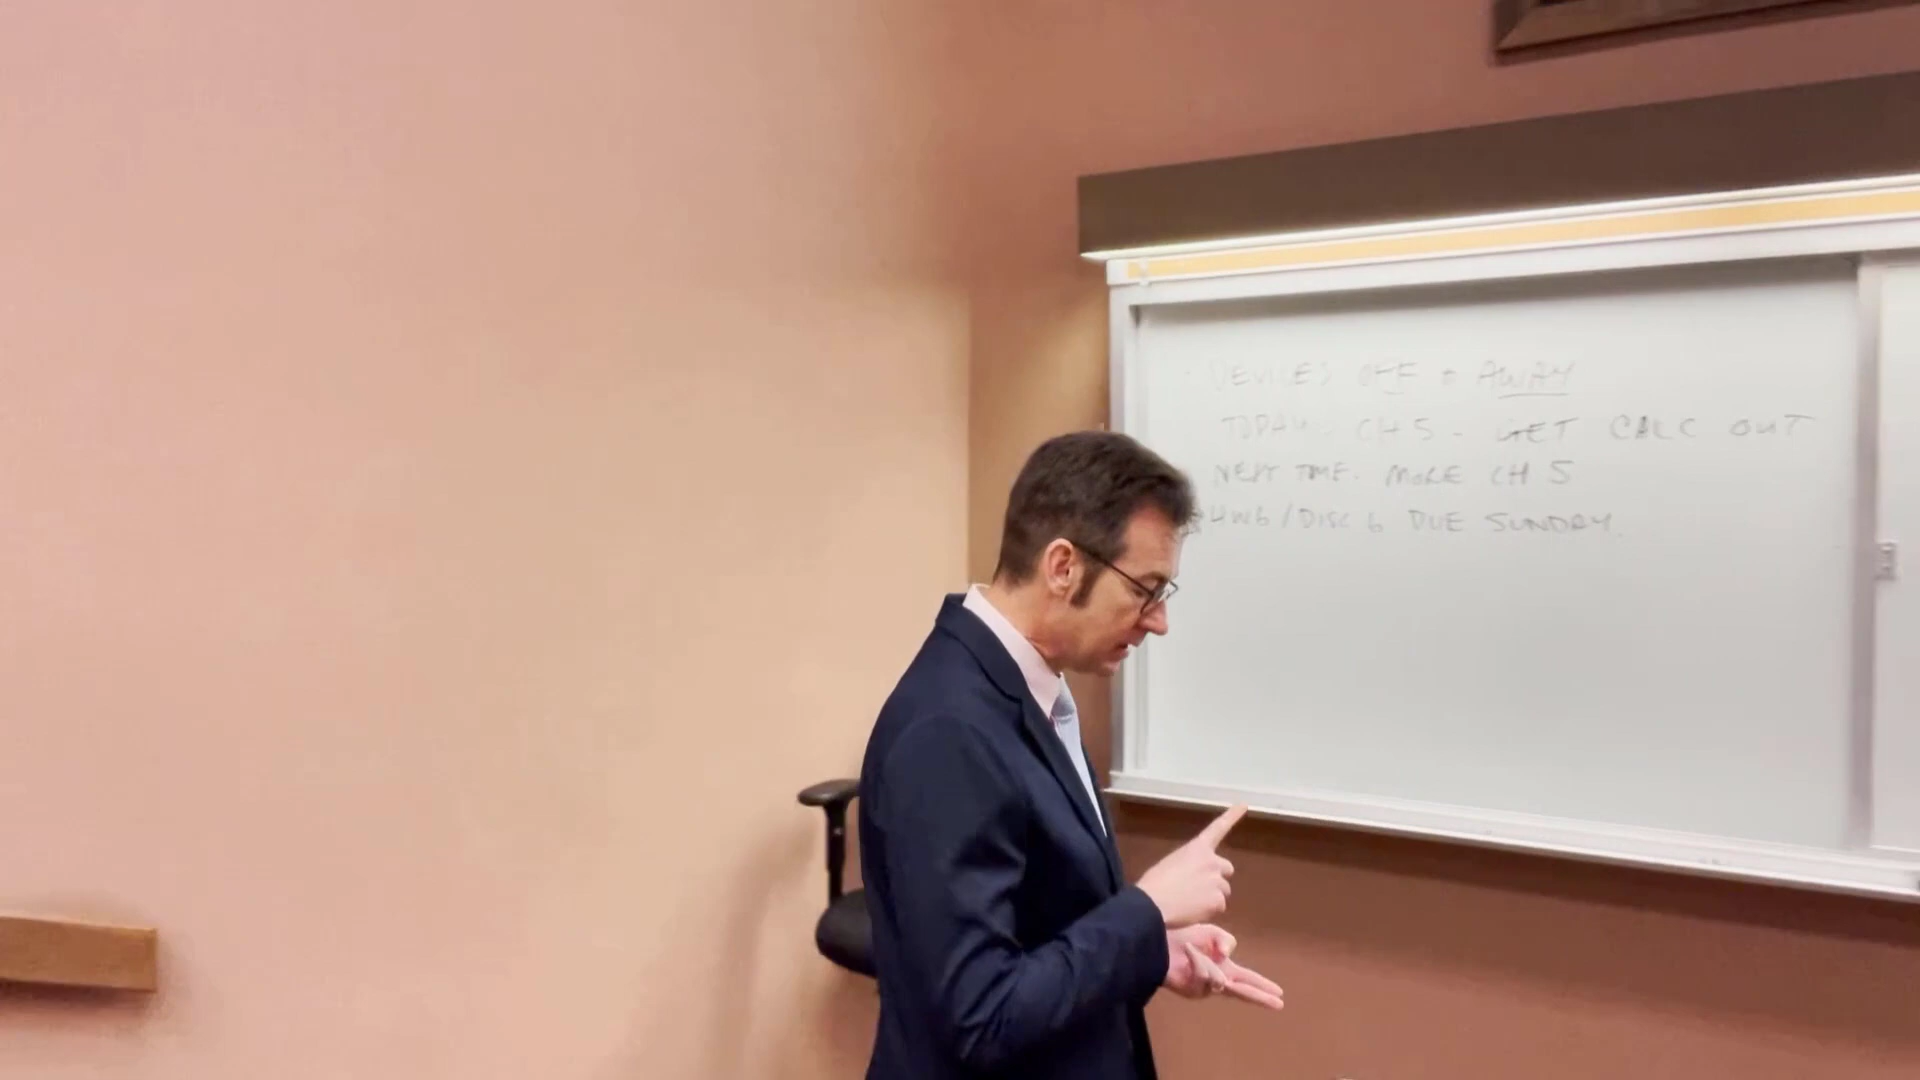 DEVICES OFF + AWAY
TODAY - CH 5 - GET CALC OUT
NEXT TIME. MORE CH 5
HW6 / DISC 6 DUE SUNDAY.